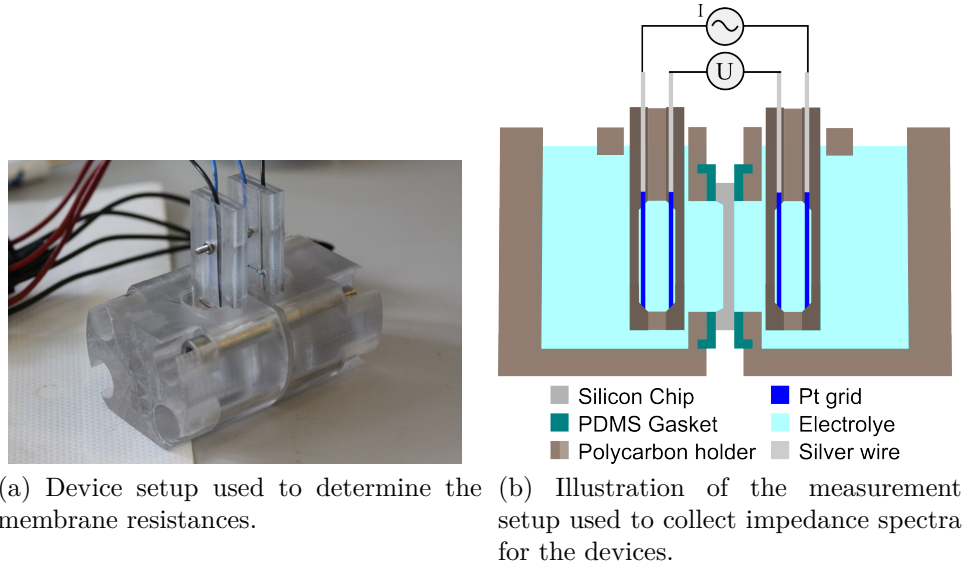 I
U
Silicon Chip
Pt grid
PDMS Gasket
Electrolye
Polycarbon holder
Silver wire
(a) Device setup used to determine the
membrane resistances.
(b) Illustration of the measurement
setup used to collect impedance spectra
for the devices.